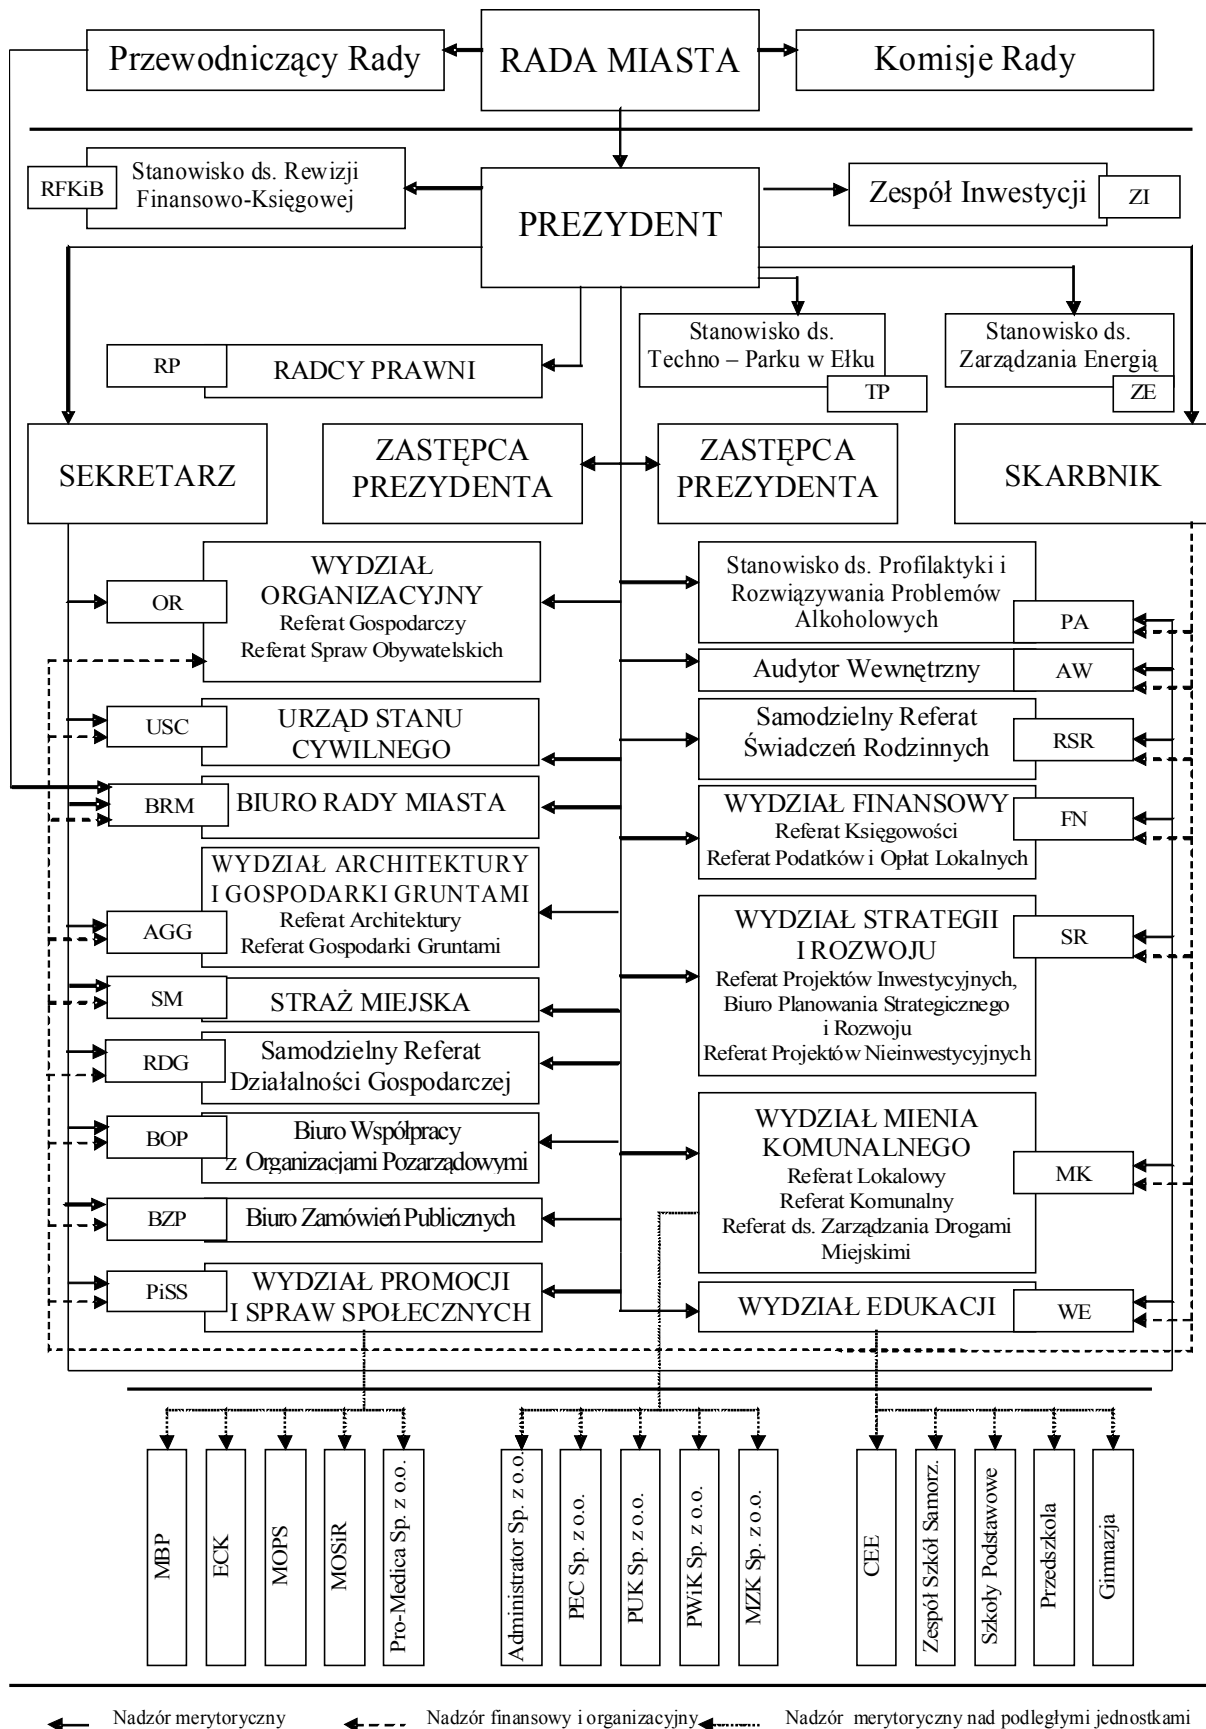 Przewodniczący Rady
RADA MIASTA
Komisje Rady
RFKiB
Stanowisko ds. Rewizji
Finansowo-Księgowej
PREZYDENT
Zespół Inwestycji
ZI
RP
RADCY PRAWNI
Stanowisko ds.
Techno – Parku w Ełku
TP
Stanowisko ds.
Zarządzania Energią
ZE
SEKRETARZ
ZASTĘPCA
PREZYDENTA
ZASTĘPCA
PREZYDENTA
SKARBNIK
OR
WYDZIAŁ
ORGANIZACYJNY
Referat Gospodarczy
Referat Spraw Obywatelskich
USC
URZĄD STANU
CYWILNEGO
BRM
BIURO RADY MIASTA
AGG
WYDZIAŁ ARCHITEKTURY
I GOSPODARKI GRUNTAMI
Referat Architektury
Referat Gospodarki Gruntami
SM
STRAŻ MIEJSKA
RDG
Samodzielny Referat
Działalności Gospodarczej
BOP
Biuro Współpracy
z Organizacjami Pozarządowymi
BZP
Biuro Zamówień Publicznych
PiSS
WYDZIAŁ PROMOCJI
I SPRAW SPOŁECZNYCH
Stanowisko ds. Profilaktyki i
Rozwiązywania Problemów
Alkoholowych
PA
Audytor Wewnętrzny
AW
Samodzielny Referat
Świadczeń Rodzinnych
RSR
WYDZIAŁ FINANSOWY
Referat Księgowości
Referat Podatków i Opłat Lokalnych
FN
WYDZIAŁ STRATEGII
I ROZWOJU
Referat Projektów Inwestycyjnych,
Biuro Planowania Strategicznego
i Rozwoju
Referat Projektów Nieinwestycyjnych
SR
WYDZIAŁ MIENIA
KOMUNALNEGO
Referat Lokalowy
Referat Komunalny
Referat ds. Zarządzania Drogami
Miejskimi
MK
WYDZIAŁ EDUKACJI
WE
MBP
ECK
MOPS
MOSiR
Pro-Medica Sp. z o.o.
Administrator Sp. z o.o.
PEC Sp. z o.o.
PUK Sp. z o.o.
PWiK Sp. z o.o.
MZK Sp. z o.o.
CEE
Zespół Szkół Samorz.
Szkoły Podstawowe
Przedszkola
Gimnazja
Nadzór merytoryczny
Nadzór finansowy i organizacyjny
Nadzór merytoryczny nad podległymi jednostkami